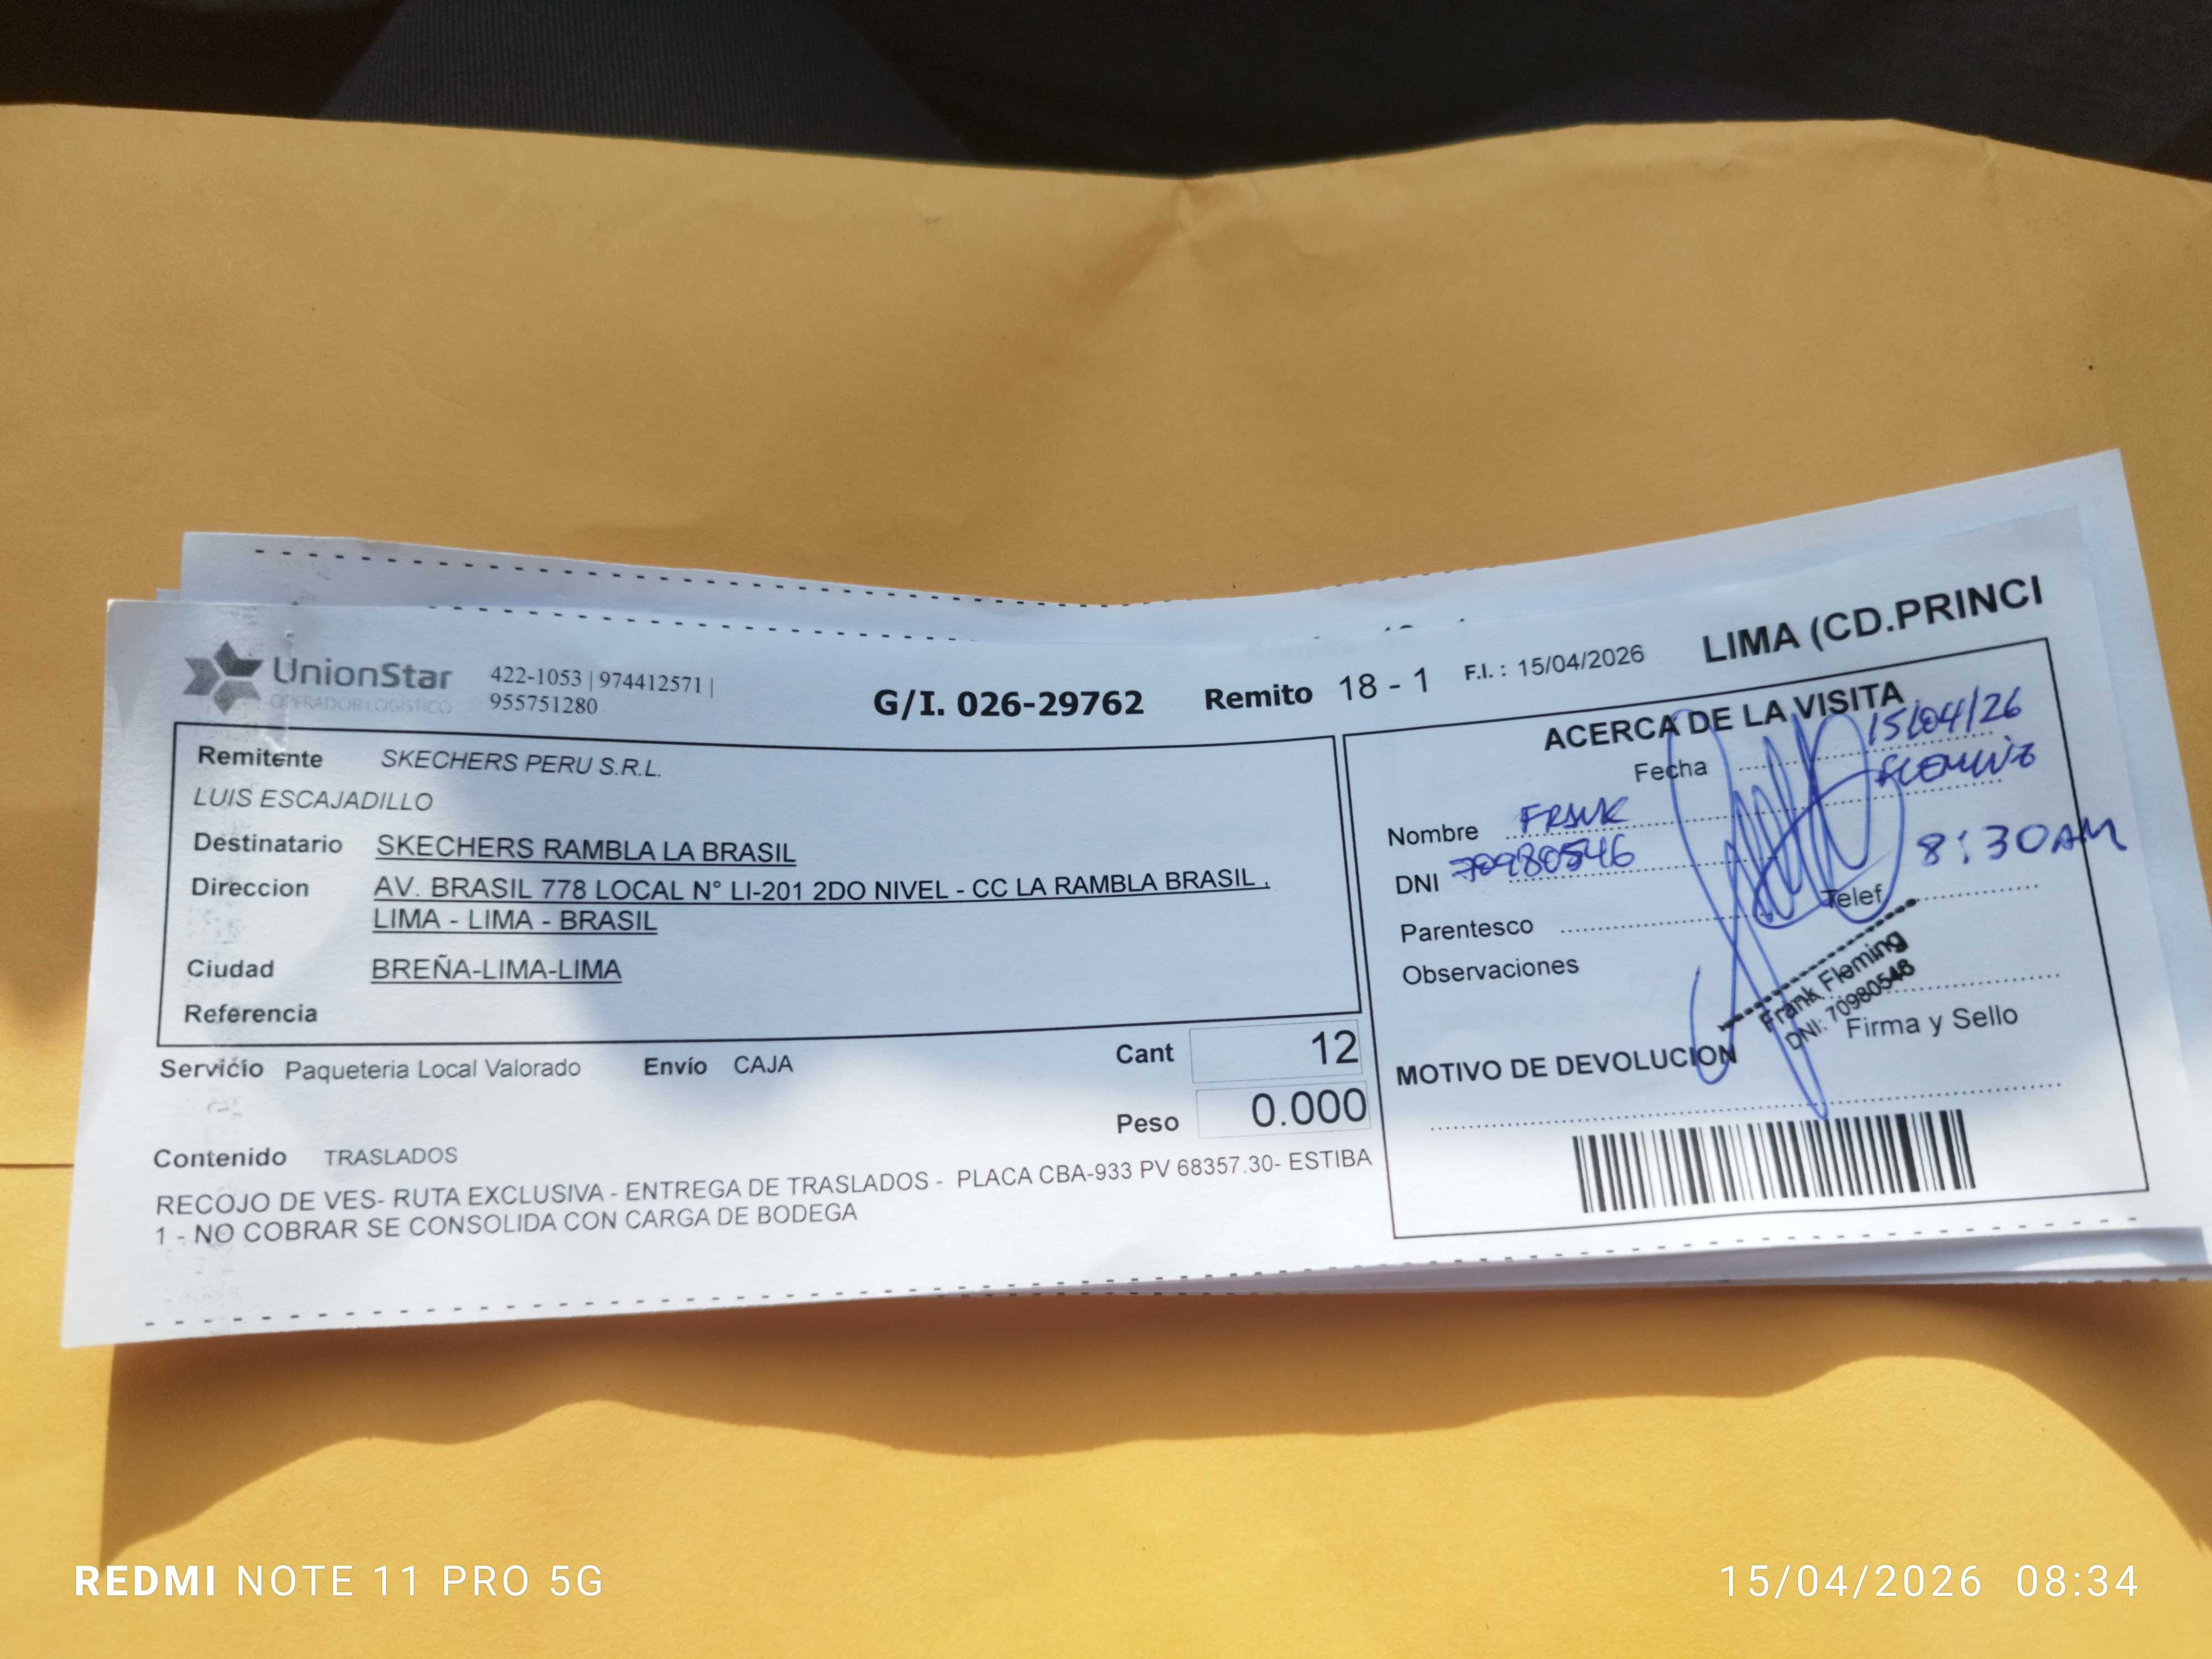 UnionStar
OPERADOR LOGISTICO
422-1053 | 974412571 |
955751280
G/I. 026-29762
Remito 18 - 1
F.I. : 15/04/2026
LIMA (CD.PRINCI
Remitente SKECHERS PERU S.R.L.
LUIS ESCAJADILLO
Destinatario SKECHERS RAMBLA LA BRASIL
Direccion AV. BRASIL 778 LOCAL N° LI-201 2DO NIVEL - CC LA RAMBLA BRASIL ,
LIMA - LIMA - BRASIL
Ciudad BREÑA-LIMA-LIMA
Referencia
Servicio Paqueteria Local Valorado Envío CAJA
Cant 12
Peso 0.000
Contenido TRASLADOS
RECOJO DE VES- RUTA EXCLUSIVA - ENTREGA DE TRASLADOS - PLACA CBA-933 PV 68357.30- ESTIBA
1 - NO COBRAR SE CONSOLIDA CON CARGA DE BODEGA
ACERCA DE LA VISITA
Fecha 15/04/26
Nombre FRANK FLEMING
DNI 70980546
8:30AM
Parentesco Telef
Observaciones
Frank Fleming
DNI: 70980546
Firma y Sello
MOTIVO DE DEVOLUCION
REDMI NOTE 11 PRO 5G
15/04/2026 08:34